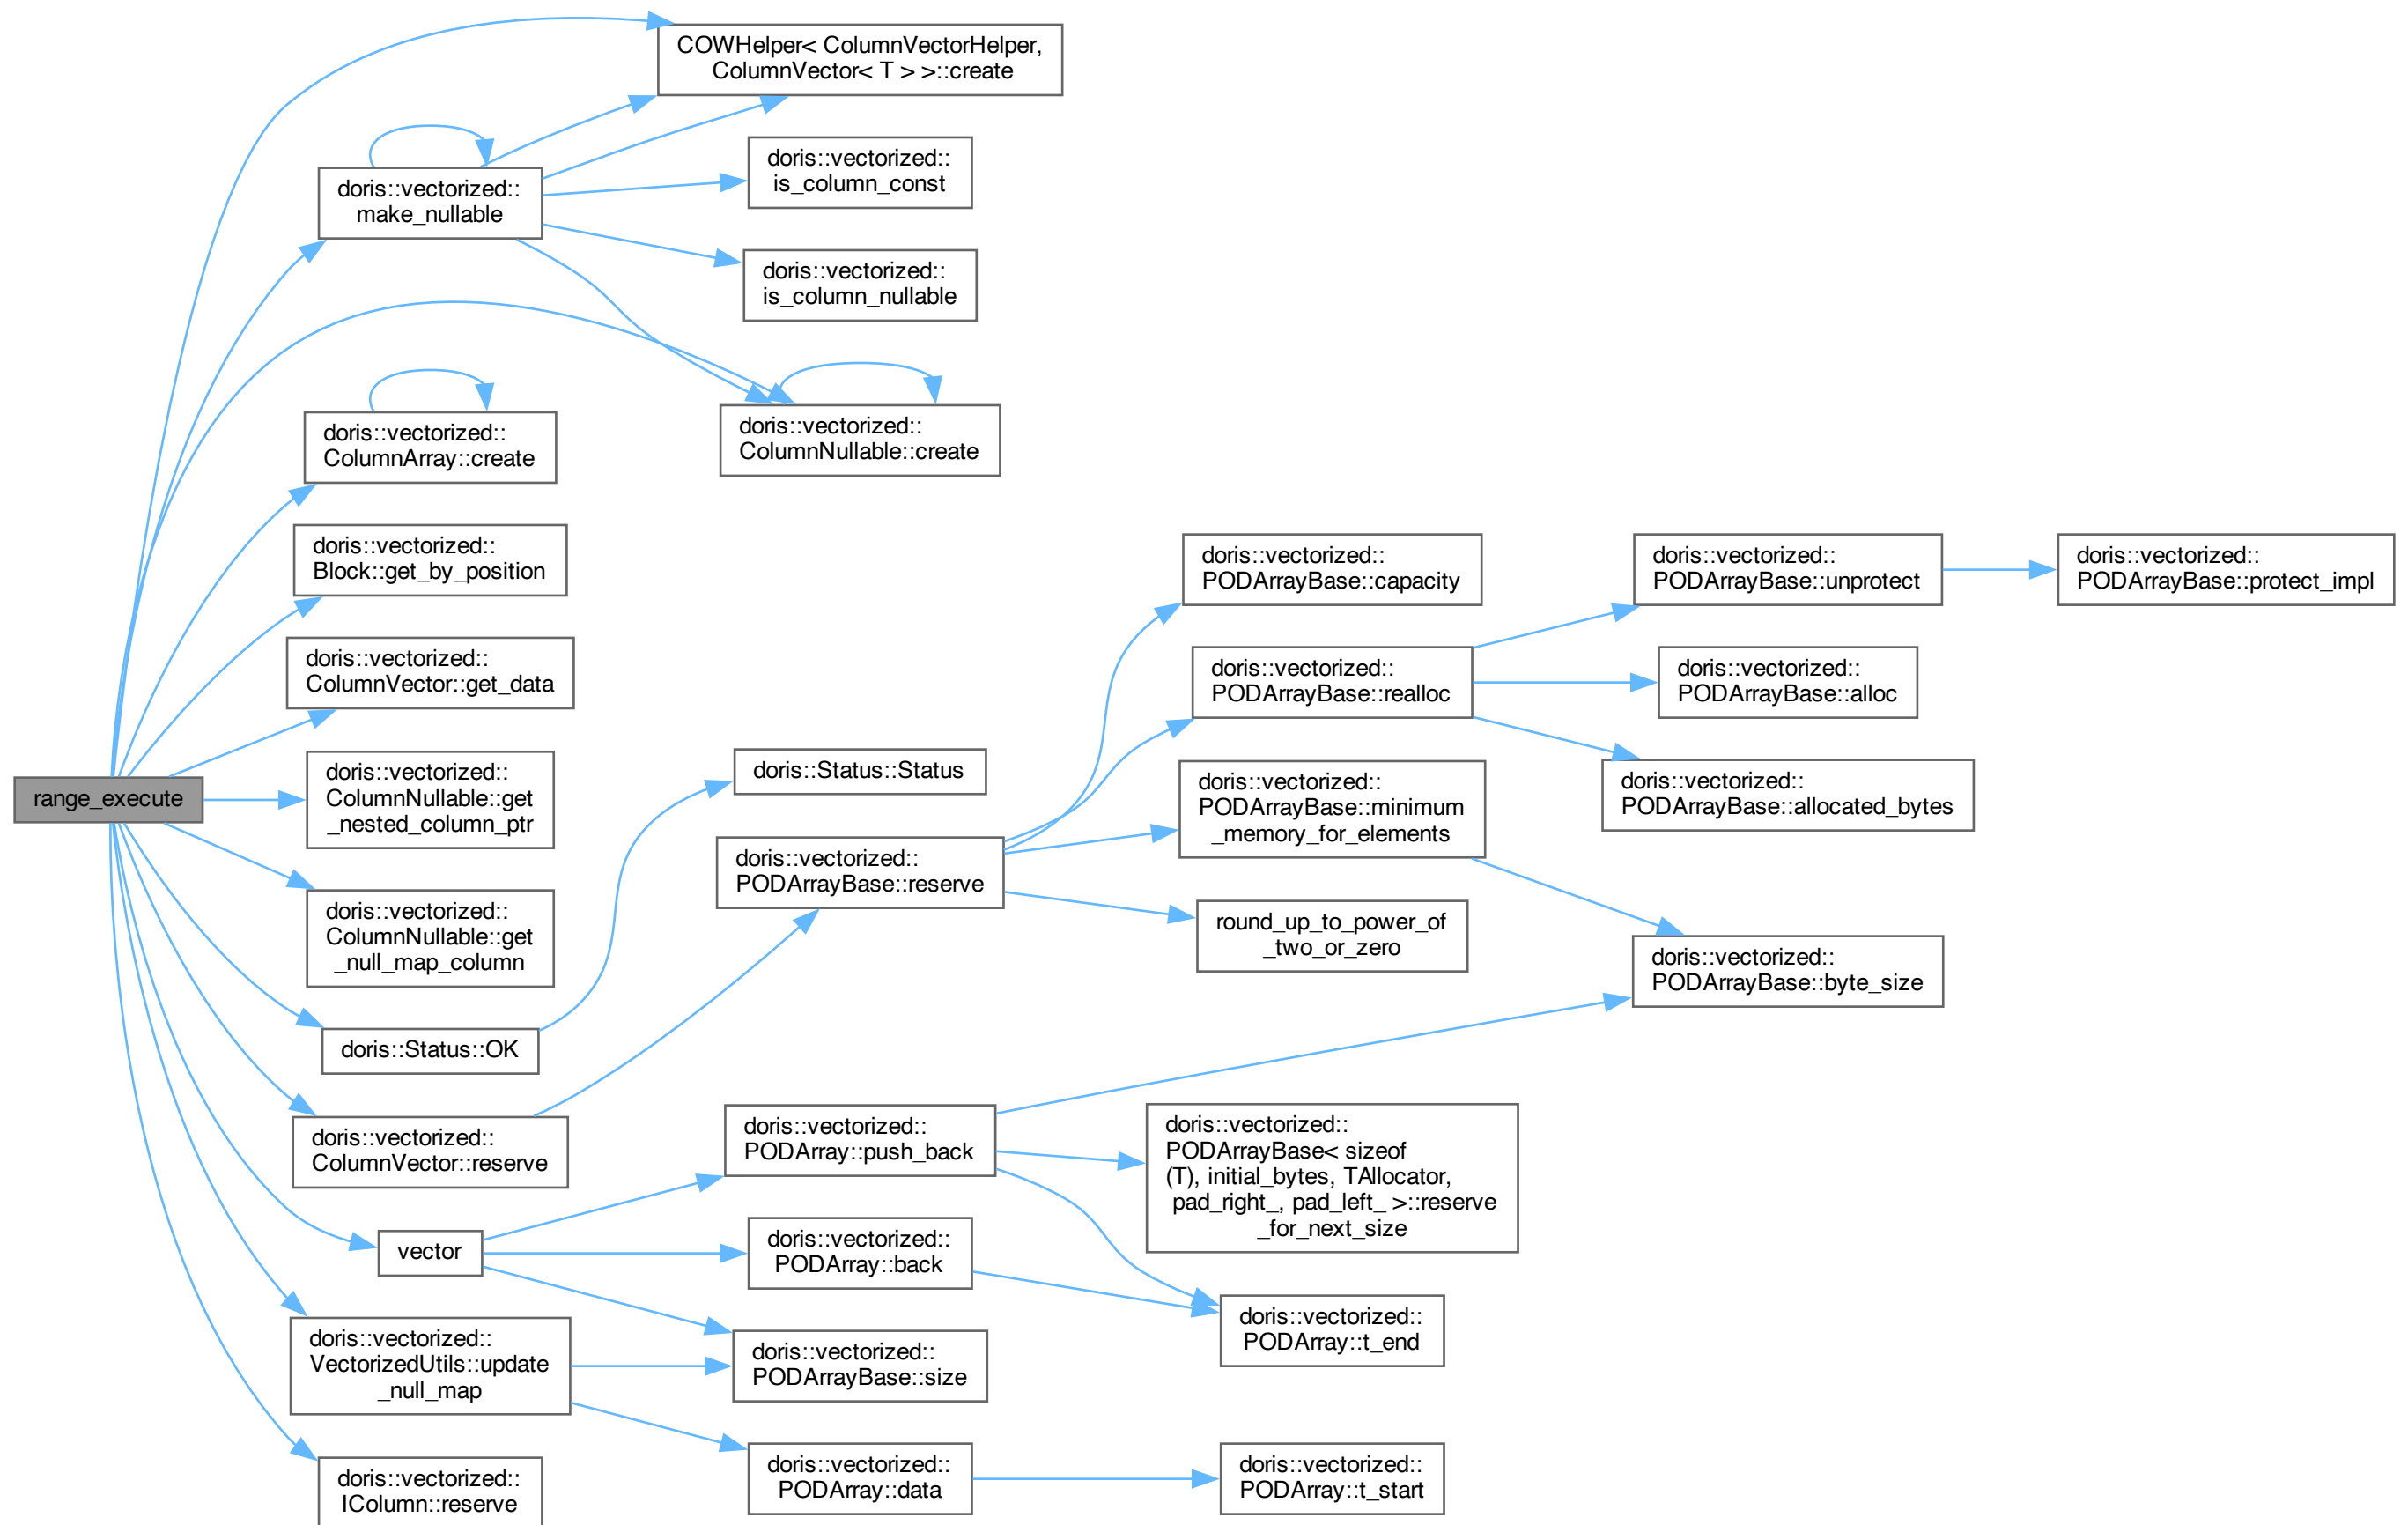 COWHelper< ColumnVectorHelper,
ColumnVector< T > >::create
doris::vectorized::
is_column_const
doris::vectorized::
make_nullable
doris::vectorized::
is_column_nullable
doris::vectorized::
ColumnArray::create
doris::vectorized::
ColumnNullable::create
doris::vectorized::
Block::get_by_position
doris::vectorized::
PODArrayBase::capacity
doris::vectorized::
PODArrayBase::unprotect
doris::vectorized::
PODArrayBase::protect_impl
doris::vectorized::
ColumnVector::get_data
doris::vectorized::
PODArrayBase::realloc
doris::vectorized::
PODArrayBase::alloc
range_execute
doris::vectorized::
ColumnNullable::get
_nested_column_ptr
doris::Status::Status
doris::vectorized::
PODArrayBase::minimum
_memory_for_elements
doris::vectorized::
PODArrayBase::allocated_bytes
doris::vectorized::
PODArrayBase::reserve
doris::vectorized::
ColumnNullable::get
_null_map_column
round_up_to_power_of
_two_or_zero
doris::vectorized::
PODArrayBase::byte_size
doris::Status::OK
doris::vectorized::
ColumnVector::reserve
doris::vectorized::
PODArray::push_back
doris::vectorized::
PODArrayBase< sizeof
(T), initial_bytes, TAllocator,
pad_right_, pad_left_ >::reserve
_for_next_size
vector
doris::vectorized::
PODArray::back
doris::vectorized::
PODArray::t_end
doris::vectorized::
VectorizedUtils::update
_null_map
doris::vectorized::
PODArrayBase::size
doris::vectorized::
IColumn::reserve
doris::vectorized::
PODArray::data
doris::vectorized::
PODArray::t_start